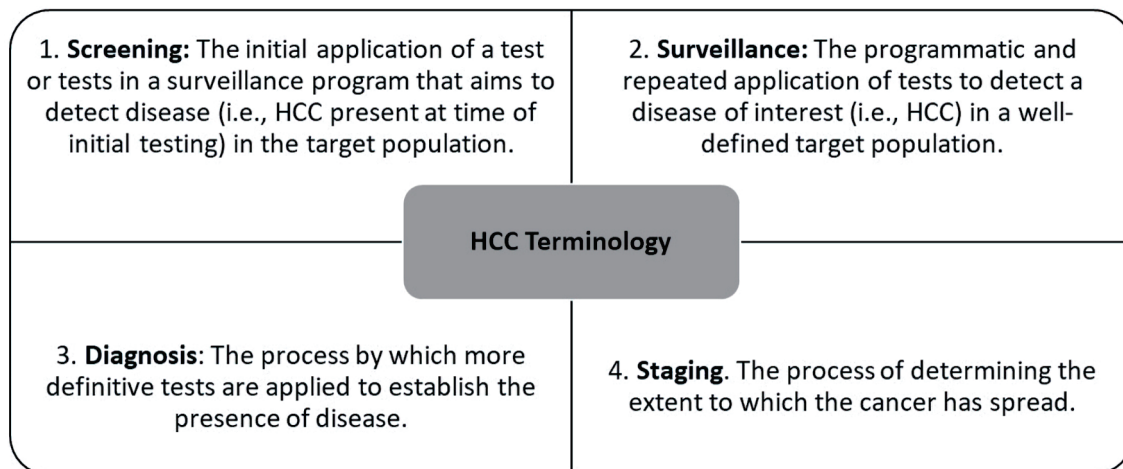 1. Screening: The initial application of a test
or tests in a surveillance program that aims to
detect disease (i.e., HCC present at time of
initial testing) in the target population.
2. Surveillance: The programmatic and
repeated application of tests to detect a
disease of interest (i.e., HCC) in a well-
defined target population.
HCC Terminology
3. Diagnosis: The process by which more
definitive tests are applied to establish the
presence of disease.
4. Staging. The process of determining the
extent to which the cancer has spread.